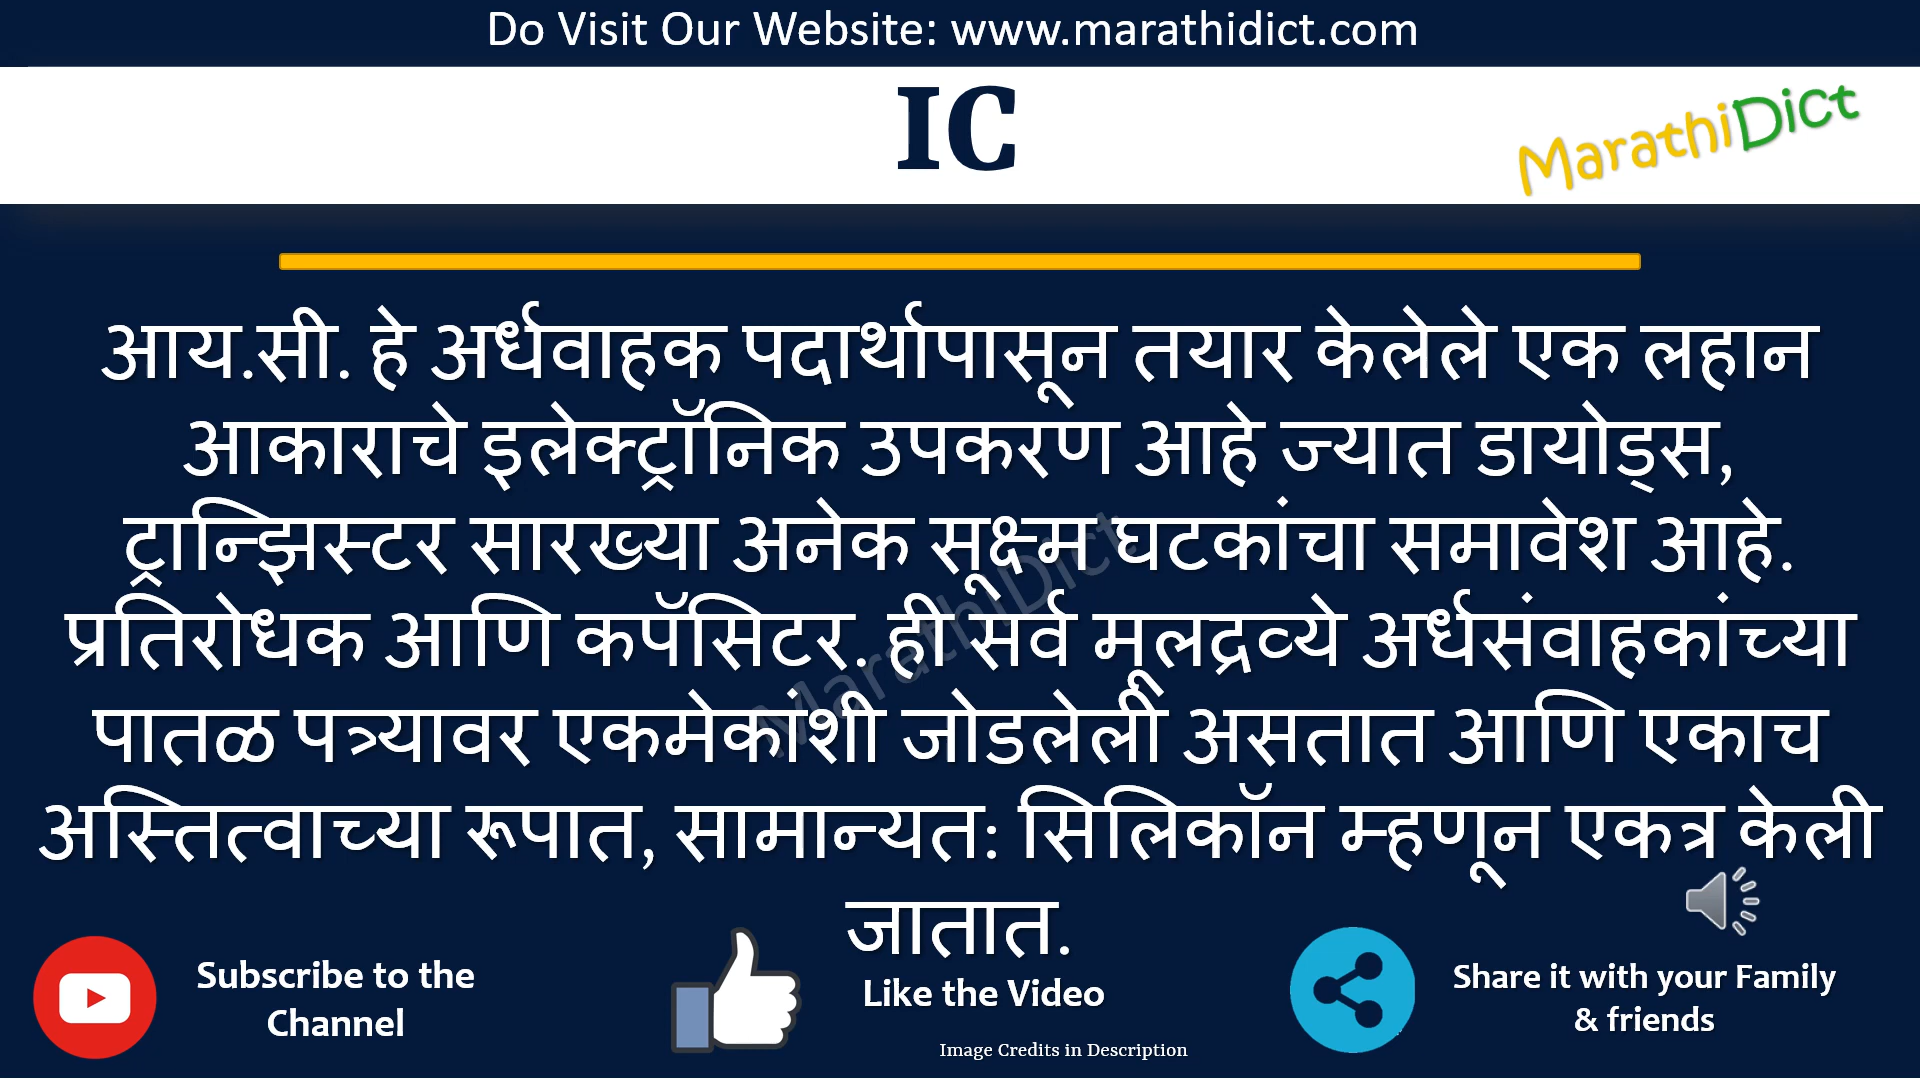 Do Visit Our Website: www.marathidict.com
IC
MarathiDict
आय.सी. हे अर्धवाहक पदार्थापासून तयार केलेले एक लहान
आकाराचे इलेक्ट्रॉनिक उपकरण आहे ज्यात डायोड्स,
ट्रान्झिस्टर सारख्या अनेक सूक्ष्म घटकांचा समावेश आहे.
प्रतिरोधक आणि कपॅसिटर. ही सर्व मूलद्रव्ये अर्धसंवाहकांच्या
पातळ पत्र्यावर एकमेकांशी जोडलेली असतात आणि एकाच
अस्तित्वाच्या रूपात, सामान्यत: सिलिकॉन म्हणून एकत्र केली
जातात.
MarathiDict
Subscribe to the
Channel
Like the Video
Share it with your Family
& friends
Image Credits in Description